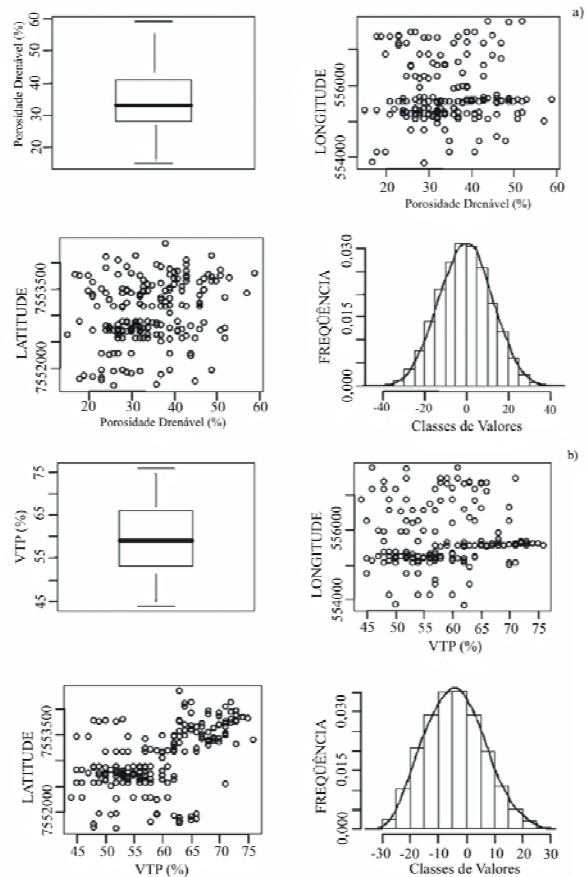 a)
Porosidade Drenável (%)
60
40
30
20
LONGITUDE
556000
554000
20 30 40 50 60
Porosidade Drenável (%)
LATITUDE
7553500
7552000
20 30 40 50 60
Porosidade Drenável (%)
FREQÜÊNCIA
0,030
0,015
0,000
-40 -20 0 20 40
Classes de Valores
b)
VTP (%)
75
65
55
45
LONGITUDE
556000
554000
45 50 55 60 65 70 75
VTP (%)
LATITUDE
7553500
7552000
45 50 55 60 65 70 75
VTP (%)
FREQÜÊNCIA
0,030
0,015
0,000
-30 -20 -10 0 10 20 30
Classes de Valores